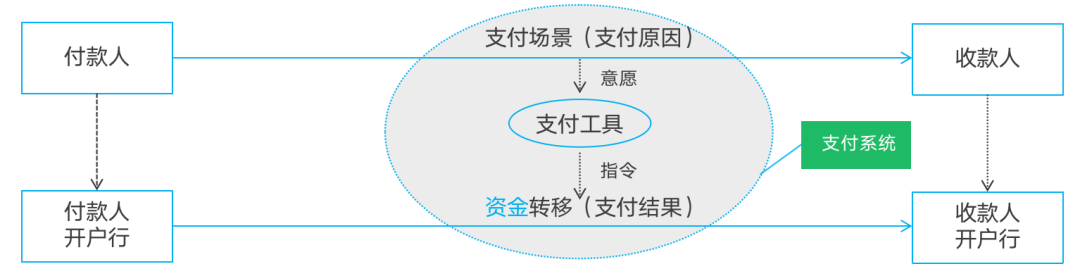 付款人
支付场景（支付原因）
收款人
意愿
支付工具
支付系统
指令
付款人
开户行
资金转移（支付结果）
收款人
开户行